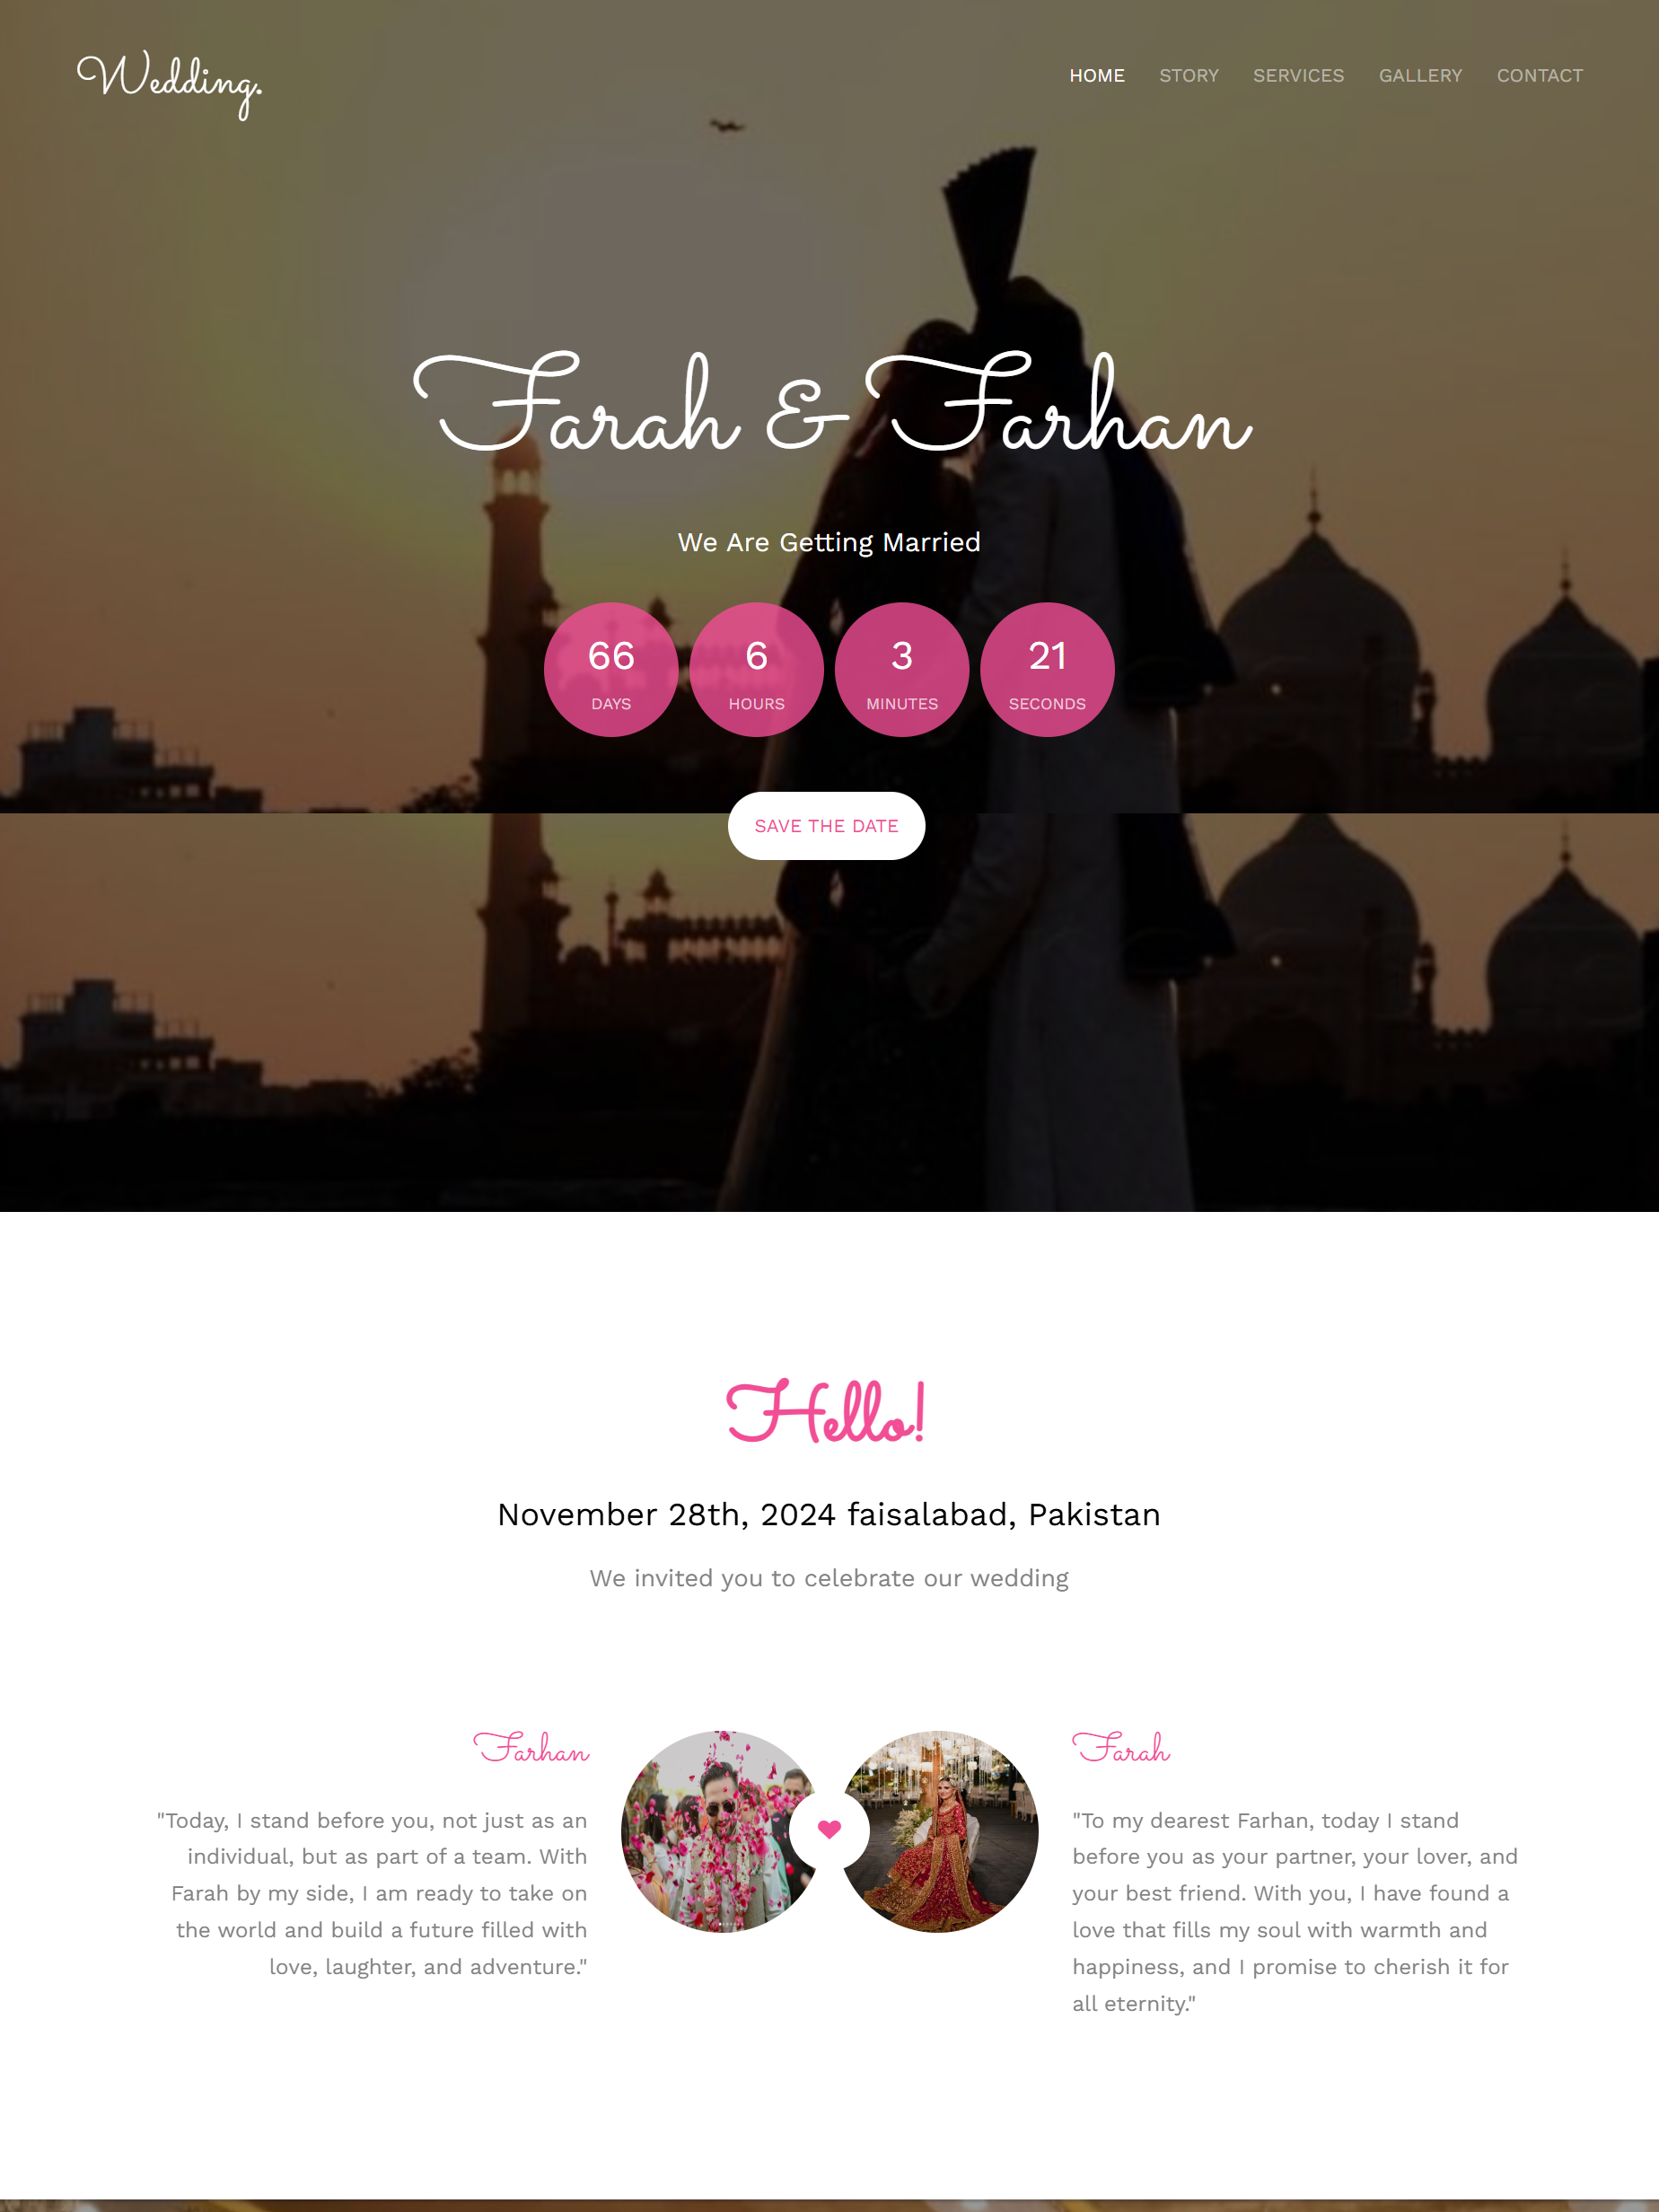 Wedding.
HOME STORY SERVICES GALLERY CONTACT
Farah & Farhan
We Are Getting Married
66 6 3 21
DAYS HOURS MINUTES SECONDS
SAVE THE DATE
Hello!
November 28th, 2024 faisalabad, Pakistan
We invited you to celebrate our wedding
Farhan
"Today, I stand before you, not just as an
individual, but as part of a team. With
Farah by my side, I am ready to take on
the world and build a future filled with
love, laughter, and adventure."
Farah
"To my dearest Farhan, today I stand
before you as your partner, your lover, and
your best friend. With you, I have found a
love that fills my soul with warmth and
happiness, and I promise to cherish it for
all eternity."